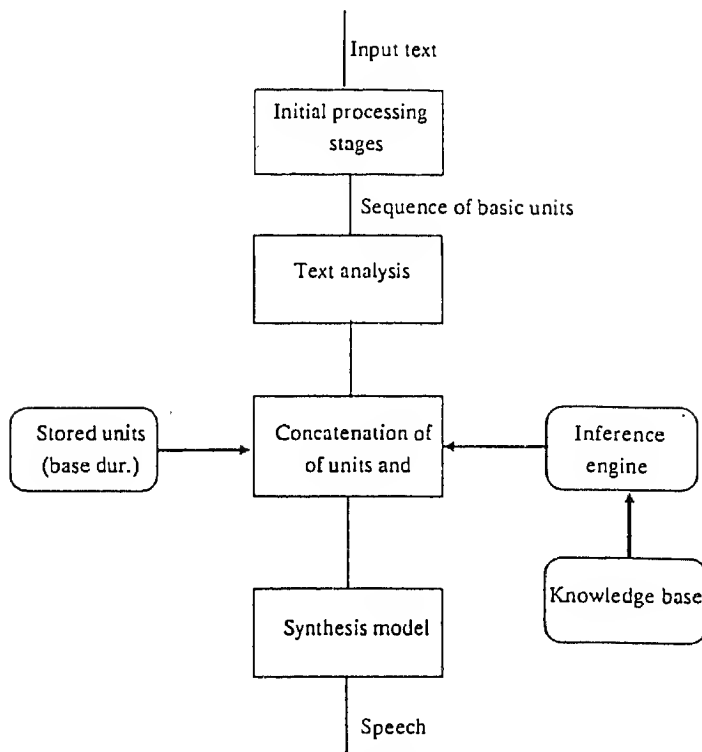 Input text
Initial processing
stages
Sequence of basic units
Text analysis
Stored units
(base dur.)
Concatenation of
of units and
Inference
engine
Knowledge base
Synthesis model
Speech